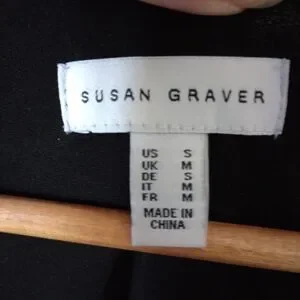 SUSAN GRAVER
US S
UK M
DE S
IT M
FR M
MADE IN
CHINA